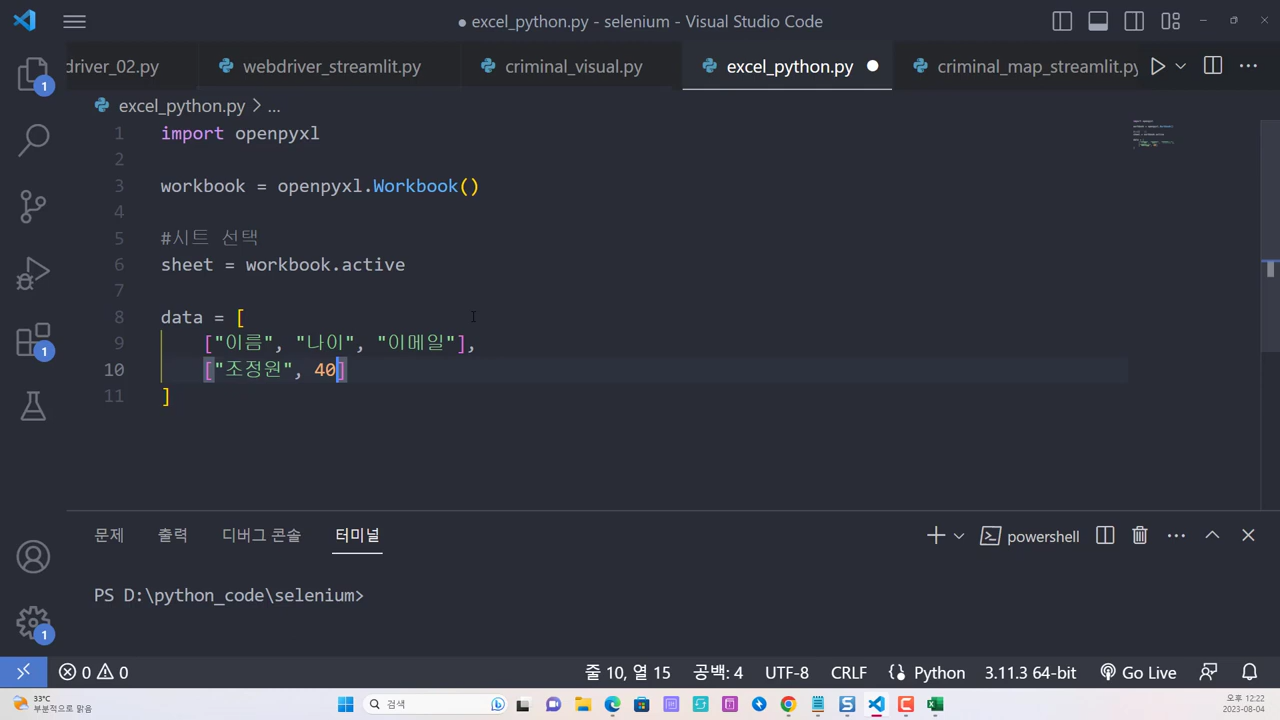 excel_python.py - selenium - Visual Studio Code
driver_02.py webdriver_streamlit.py criminal_visual.py excel_python.py criminal_map_streamlit.py
excel_python.py > ...
1 import openpyxl
2
3 workbook = openpyxl.Workbook()
4
5 #시트 선택
6 sheet = workbook.active
7
8 data = [
9 ["이름", "나이", "이메일"],
10 ["조정원", 40]
11 ]
문제 출력 디버그 콘솔 터미널 powershell
PS D:\python_code\selenium>
0 0 줄 10, 열 15 공백: 4 UTF-8 CRLF Python 3.11.3 64-bit Go Live
33°C
부분적으로 맑음
검색
오후 12:22
2023-08-04
1
1
1